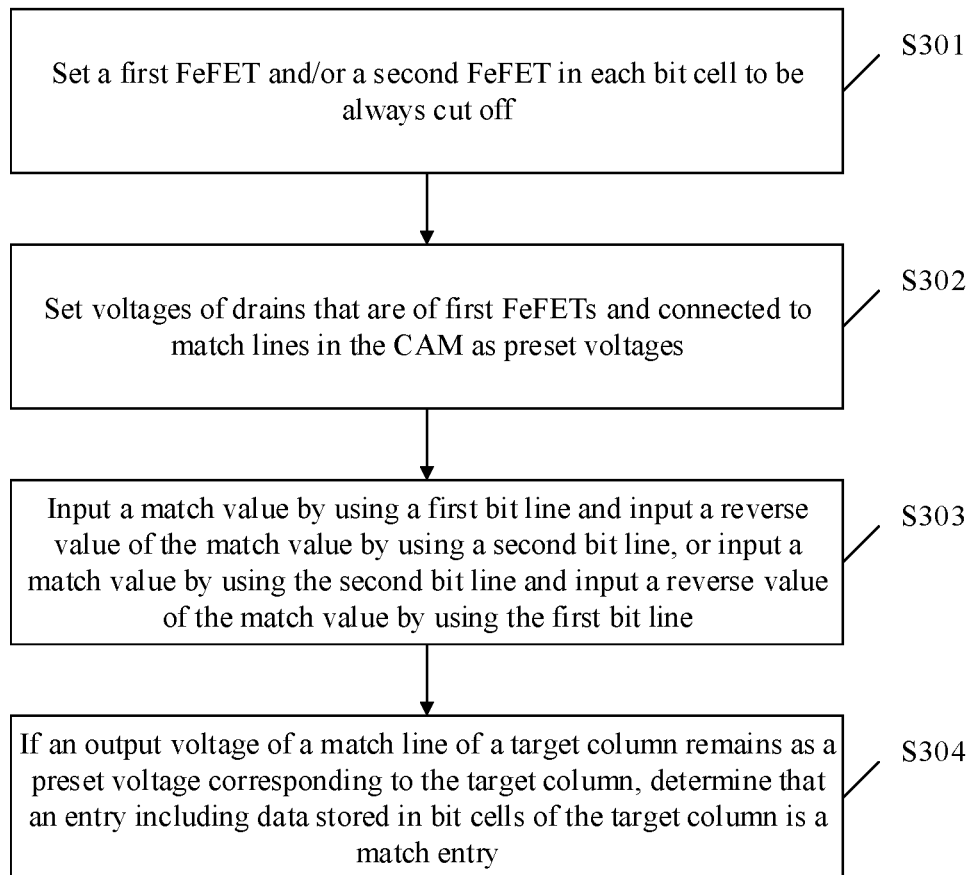 S301
Set a first FeFET and/or a second FeFET in each bit cell to be
always cut off
S302
Set voltages of drains that are of first FeFETs and connected to
match lines in the CAM as preset voltages
S303
Input a match value by using a first bit line and input a reverse
value of the match value by using a second bit line, or input a
match value by using the second bit line and input a reverse value
of the match value by using the first bit line
S304
If an output voltage of a match line of a target column remains as a
preset voltage corresponding to the target column, determine that
an entry including data stored in bit cells of the target column is a
match entry